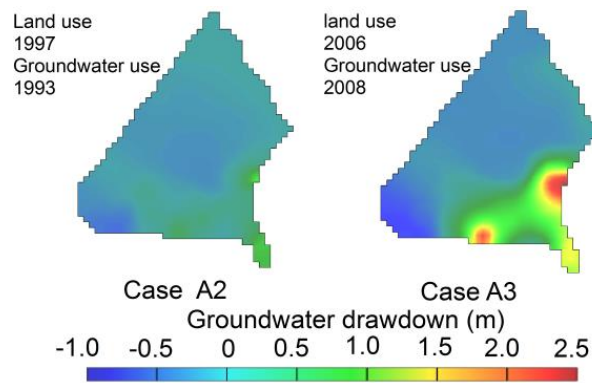 Land use
1997
Groundwater use
1993
land use
2006
Groundwater use
2008
Case A2
Case A3
Groundwater drawdown (m)
-1.0 -0.5 0 0.5 1.0 1.5 2.0 2.5